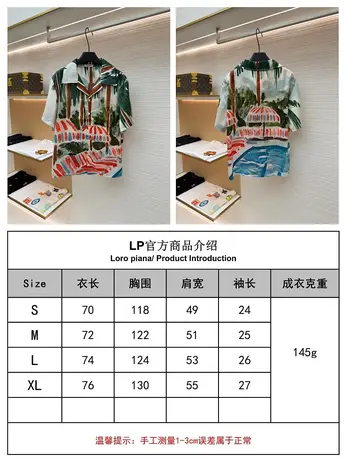 LP官方商品介绍
Loro piana/ Product Introduction
Size 衣长 胸围 肩宽 袖长 成衣克重
S 70 118 49 24
M 72 122 51 25
L 74 124 53 26
XL 76 130 55 27
145g
温馨提示：手工测量1-3cm误差属于正常